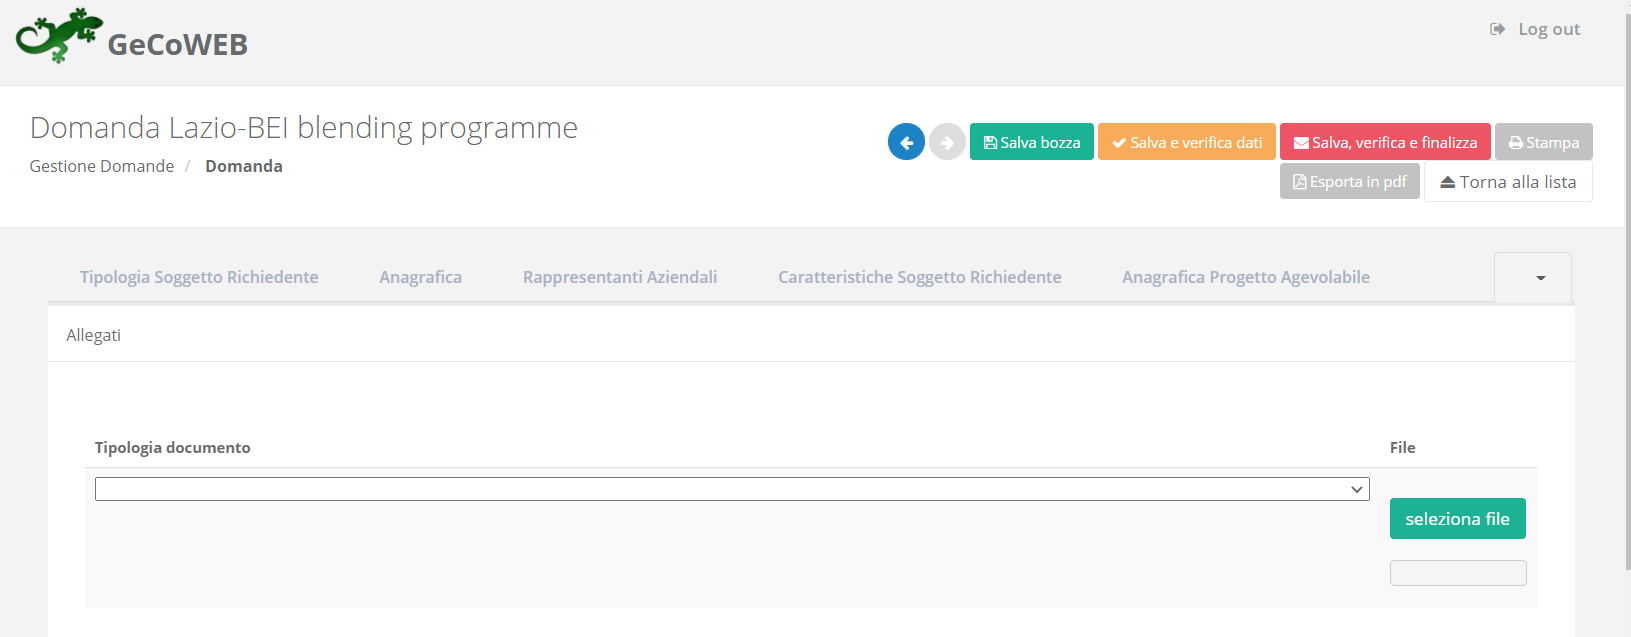 GeCoWEB
Log out
Domanda Lazio-BEI blending programme
Gestione Domande / Domanda
Salva bozza
Salva e verifica dati
Salva, verifica e finalizza
Stampa
Esporta in pdf
Torna alla lista
Tipologia Soggetto Richiedente
Anagrafica
Rappresentanti Aziendali
Caratteristiche Soggetto Richiedente
Anagrafica Progetto Agevolabile
Allegati
Tipologia documento
File
seleziona file